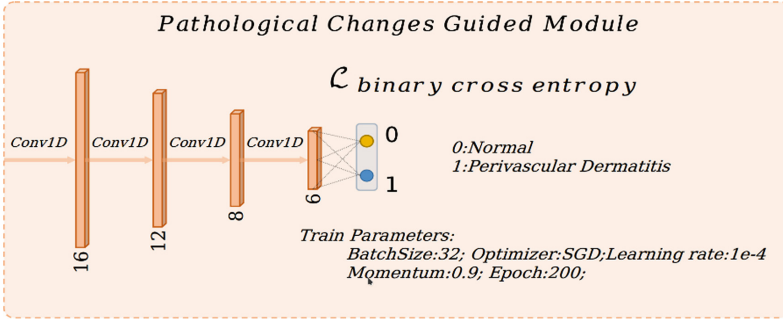 Pathological Changes Guided Module
ℒ binary cross entropy
Conv1D Conv1D Conv1D Conv1D
0
1
0:Normal
1:Perivascular Dermatitis
16
12
8
6
Train Parameters:
BatchSize:32; Optimizer:SGD;Learning rate:1e-4
Momentum:0.9; Epoch:200;